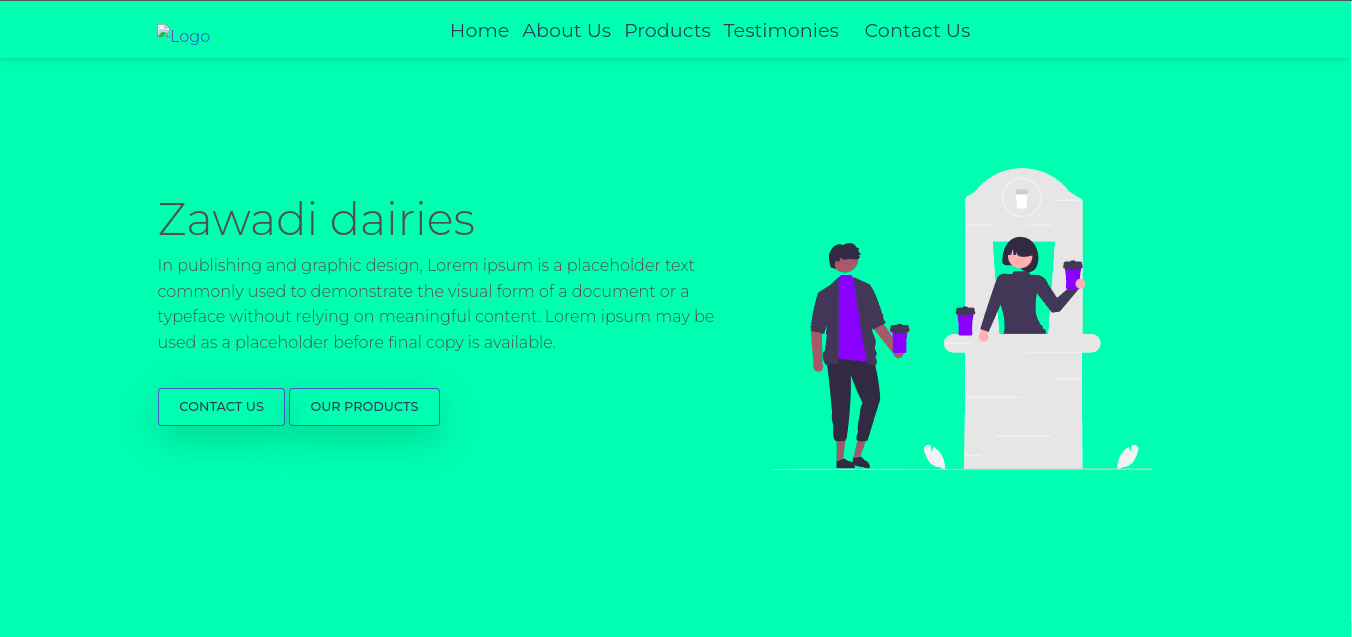 Logo
Home About Us Products Testimonies Contact Us
Zawadi dairies
In publishing and graphic design, Lorem ipsum is a placeholder text
commonly used to demonstrate the visual form of a document or a
typeface without relying on meaningful content. Lorem ipsum may be
used as a placeholder before final copy is available.
CONTACT US OUR PRODUCTS